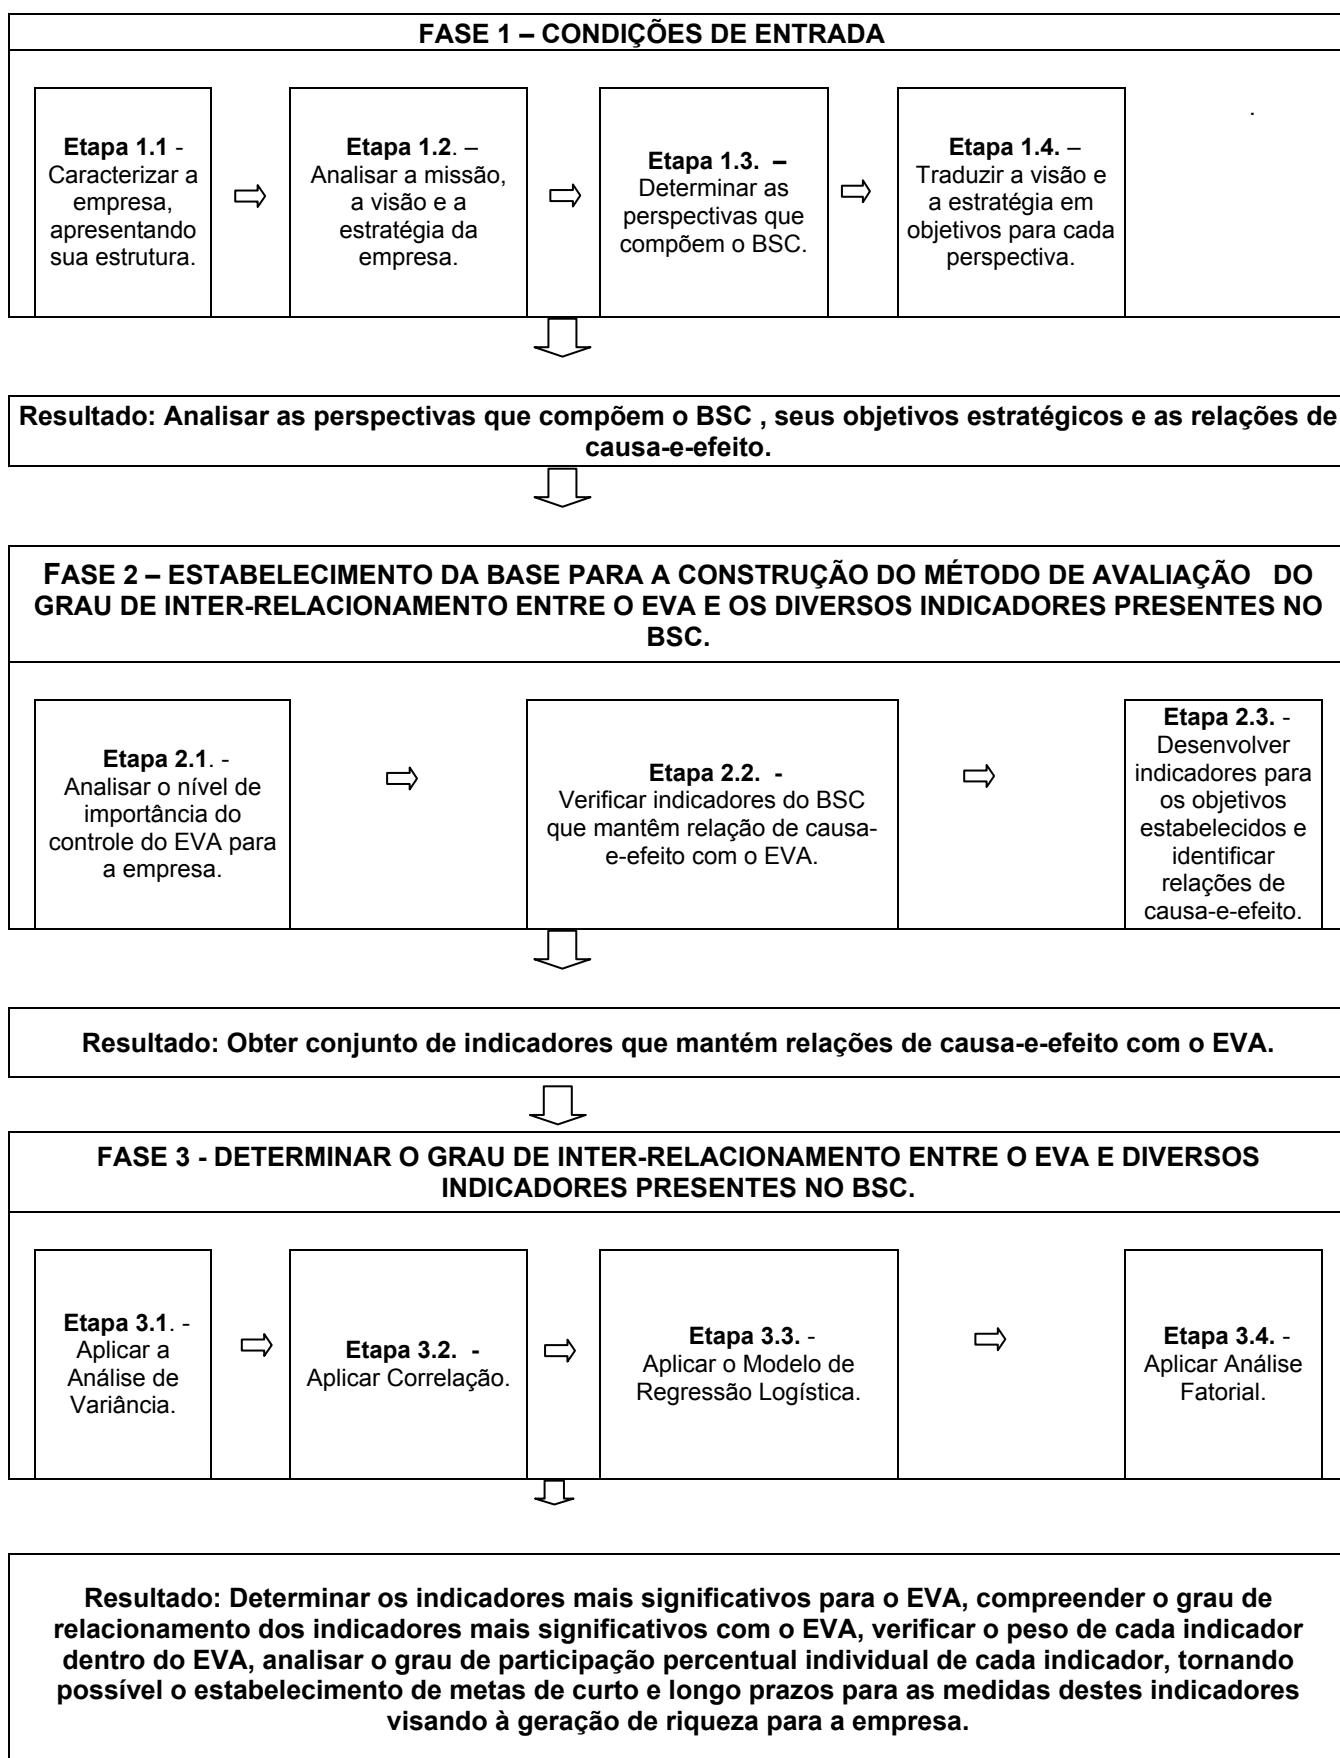 FASE 1 – CONDIÇÕES DE ENTRADA
Etapa 1.1 -
Caracterizar a
empresa,
apresentando
sua estrutura.
Etapa 1.2. –
Analisar a missão,
a visão e a
estratégia da
empresa.
Etapa 1.3. –
Determinar as
perspectivas que
compõem o BSC.
Etapa 1.4. –
Traduzir a visão e
a estratégia em
objetivos para cada
perspectiva.
.
Resultado: Analisar as perspectivas que compõem o BSC , seus objetivos estratégicos e as relações de
causa-e-efeito.
FASE 2 – ESTABELECIMENTO DA BASE PARA A CONSTRUÇÃO DO MÉTODO DE AVALIAÇÃO DO
GRAU DE INTER-RELACIONAMENTO ENTRE O EVA E OS DIVERSOS INDICADORES PRESENTES NO
BSC.
Etapa 2.1. -
Analisar o nível de
importância do
controle do EVA para
a empresa.
Etapa 2.2. -
Verificar indicadores do BSC
que mantêm relação de causa-
e-efeito com o EVA.
Etapa 2.3. -
Desenvolver
indicadores para
os objetivos
estabelecidos e
identificar
relações de
causa-e-efeito.
Resultado: Obter conjunto de indicadores que mantém relações de causa-e-efeito com o EVA.
FASE 3 - DETERMINAR O GRAU DE INTER-RELACIONAMENTO ENTRE O EVA E DIVERSOS
INDICADORES PRESENTES NO BSC.
Etapa 3.1. -
Aplicar a
Análise de
Variância.
Etapa 3.2. -
Aplicar Correlação.
Etapa 3.3. -
Aplicar o Modelo de
Regressão Logística.
Etapa 3.4. -
Aplicar Análise
Fatorial.
Resultado: Determinar os indicadores mais significativos para o EVA, compreender o grau de
relacionamento dos indicadores mais significativos com o EVA, verificar o peso de cada indicador
dentro do EVA, analisar o grau de participação percentual individual de cada indicador, tornando
possível o estabelecimento de metas de curto e longo prazos para as medidas destes indicadores
visando à geração de riqueza para a empresa.